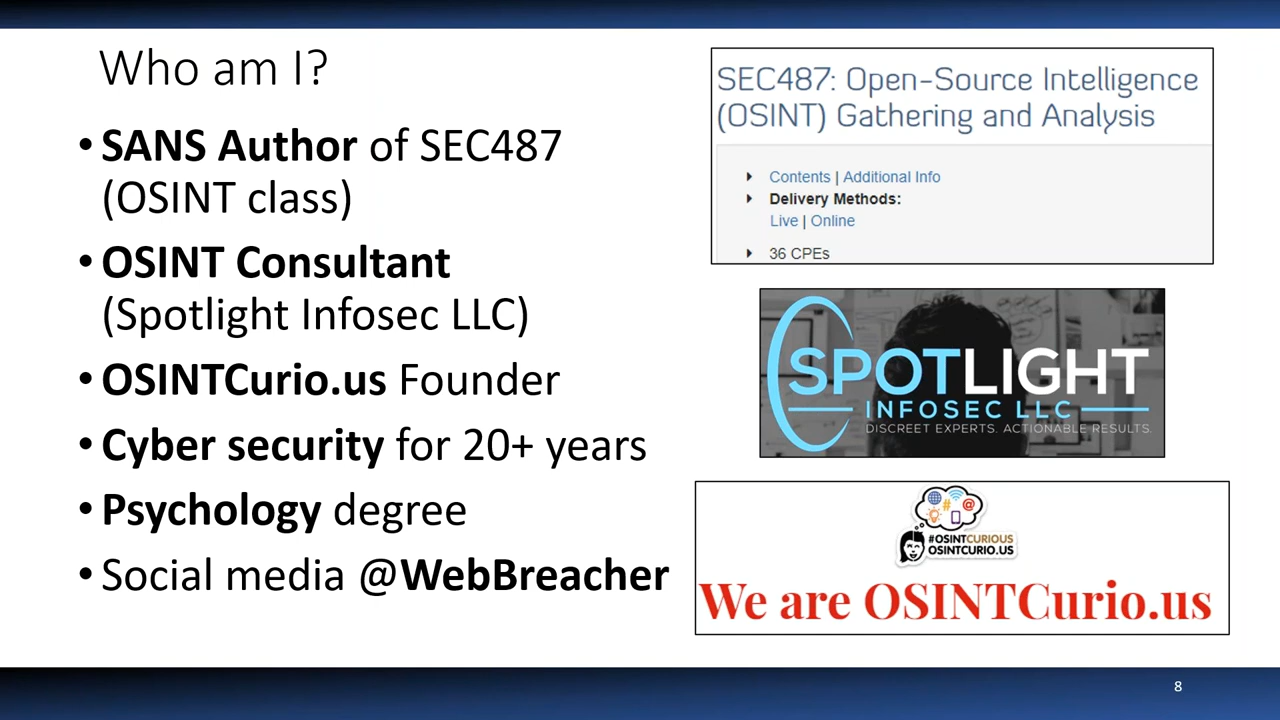 Who am I?
• SANS Author of SEC487
(OSINT class)
• OSINT Consultant
(Spotlight Infosec LLC)
• OSINTCurio.us Founder
• Cyber security for 20+ years
• Psychology degree
• Social media @WebBreacher
SEC487: Open-Source Intelligence
(OSINT) Gathering and Analysis
Contents | Additional Info
Delivery Methods:
Live | Online
36 CPEs
SPOTLIGHT
INFOSEC LLC
DISCREET EXPERTS. ACTIONABLE RESULTS.
#OSINTCURIOUS
OSINTCURIO.US
We are OSINTCurio.us
8